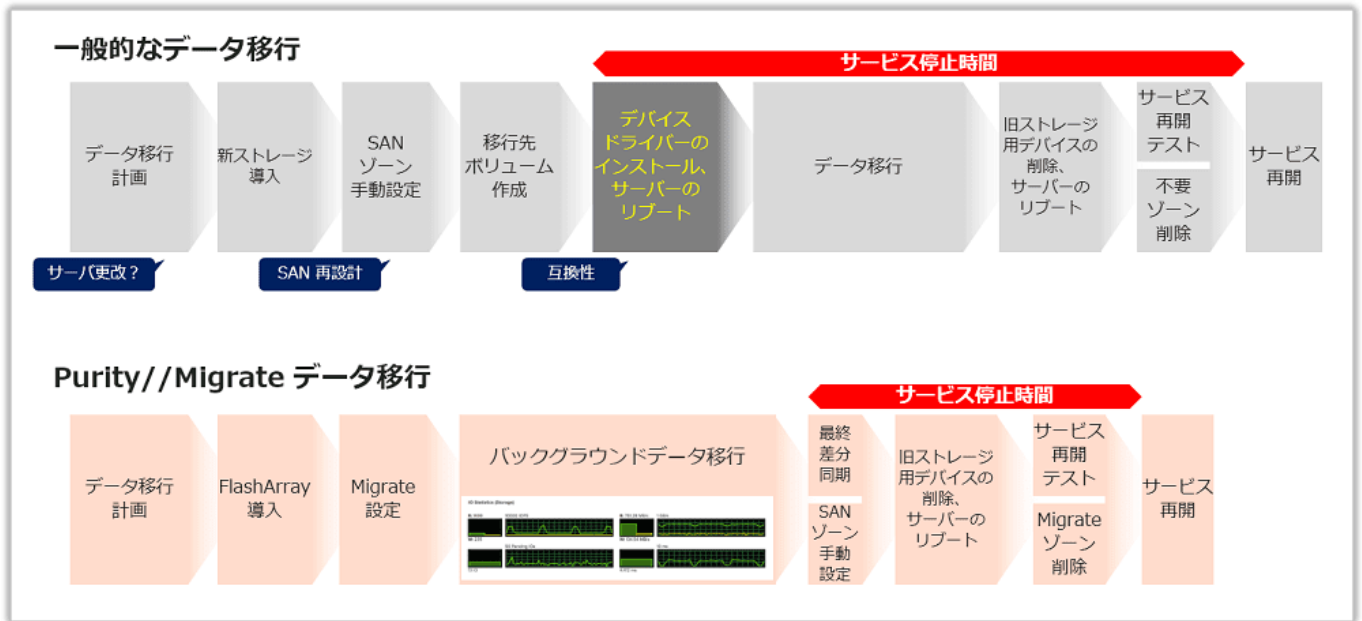 一般的なデータ移行
サービス停止時間
データ移行
計画
新ストレージ
導入
SAN
ゾーン
手動設定
移行先
ボリューム
作成
デバイス
ドライバーの
インストール、
サーバーの
リブート
データ移行
旧ストレージ
用デバイスの
削除、
サーバーの
リブート
サービス
再開
テスト
不要
ゾーン
削除
サービス
再開
サーバ更改？
SAN 再設計
互換性
Purity//Migrate データ移行
サービス停止時間
データ移行
計画
FlashArray
導入
Migrate
設定
バックグラウンドデータ移行
最終
差分
同期
SAN
ゾーン
手動
設定
旧ストレージ
用デバイスの
削除、
サーバーの
リブート
サービス
再開
テスト
Migrate
ゾーン
削除
サービス
再開